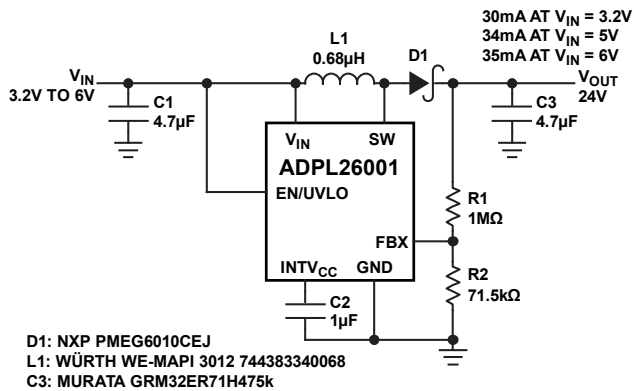 30mA AT VIN = 3.2V
34mA AT VIN = 5V
35mA AT VIN = 6V
L1
0.68µH
D1
VIN
3.2V TO 6V
VOUT
24V
C1
4.7µF
C3
4.7µF
VIN
SW
ADPL26001
EN/UVLO
R1
1MΩ
FBX
INTVCC
GND
R2
71.5kΩ
C2
1µF
D1: NXP PMEG6010CEJ
L1: WÜRTH WE-MAPI 3012 744383340068
C3: MURATA GRM32ER71H475k